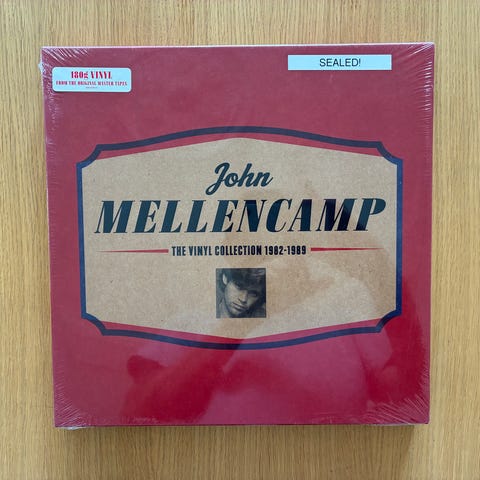 180g VINYL
FROM THE ORIGINAL MASTER TAPES
SEALED!
John
MELLENCAMP
THE VINYL COLLECTION 1982-1989